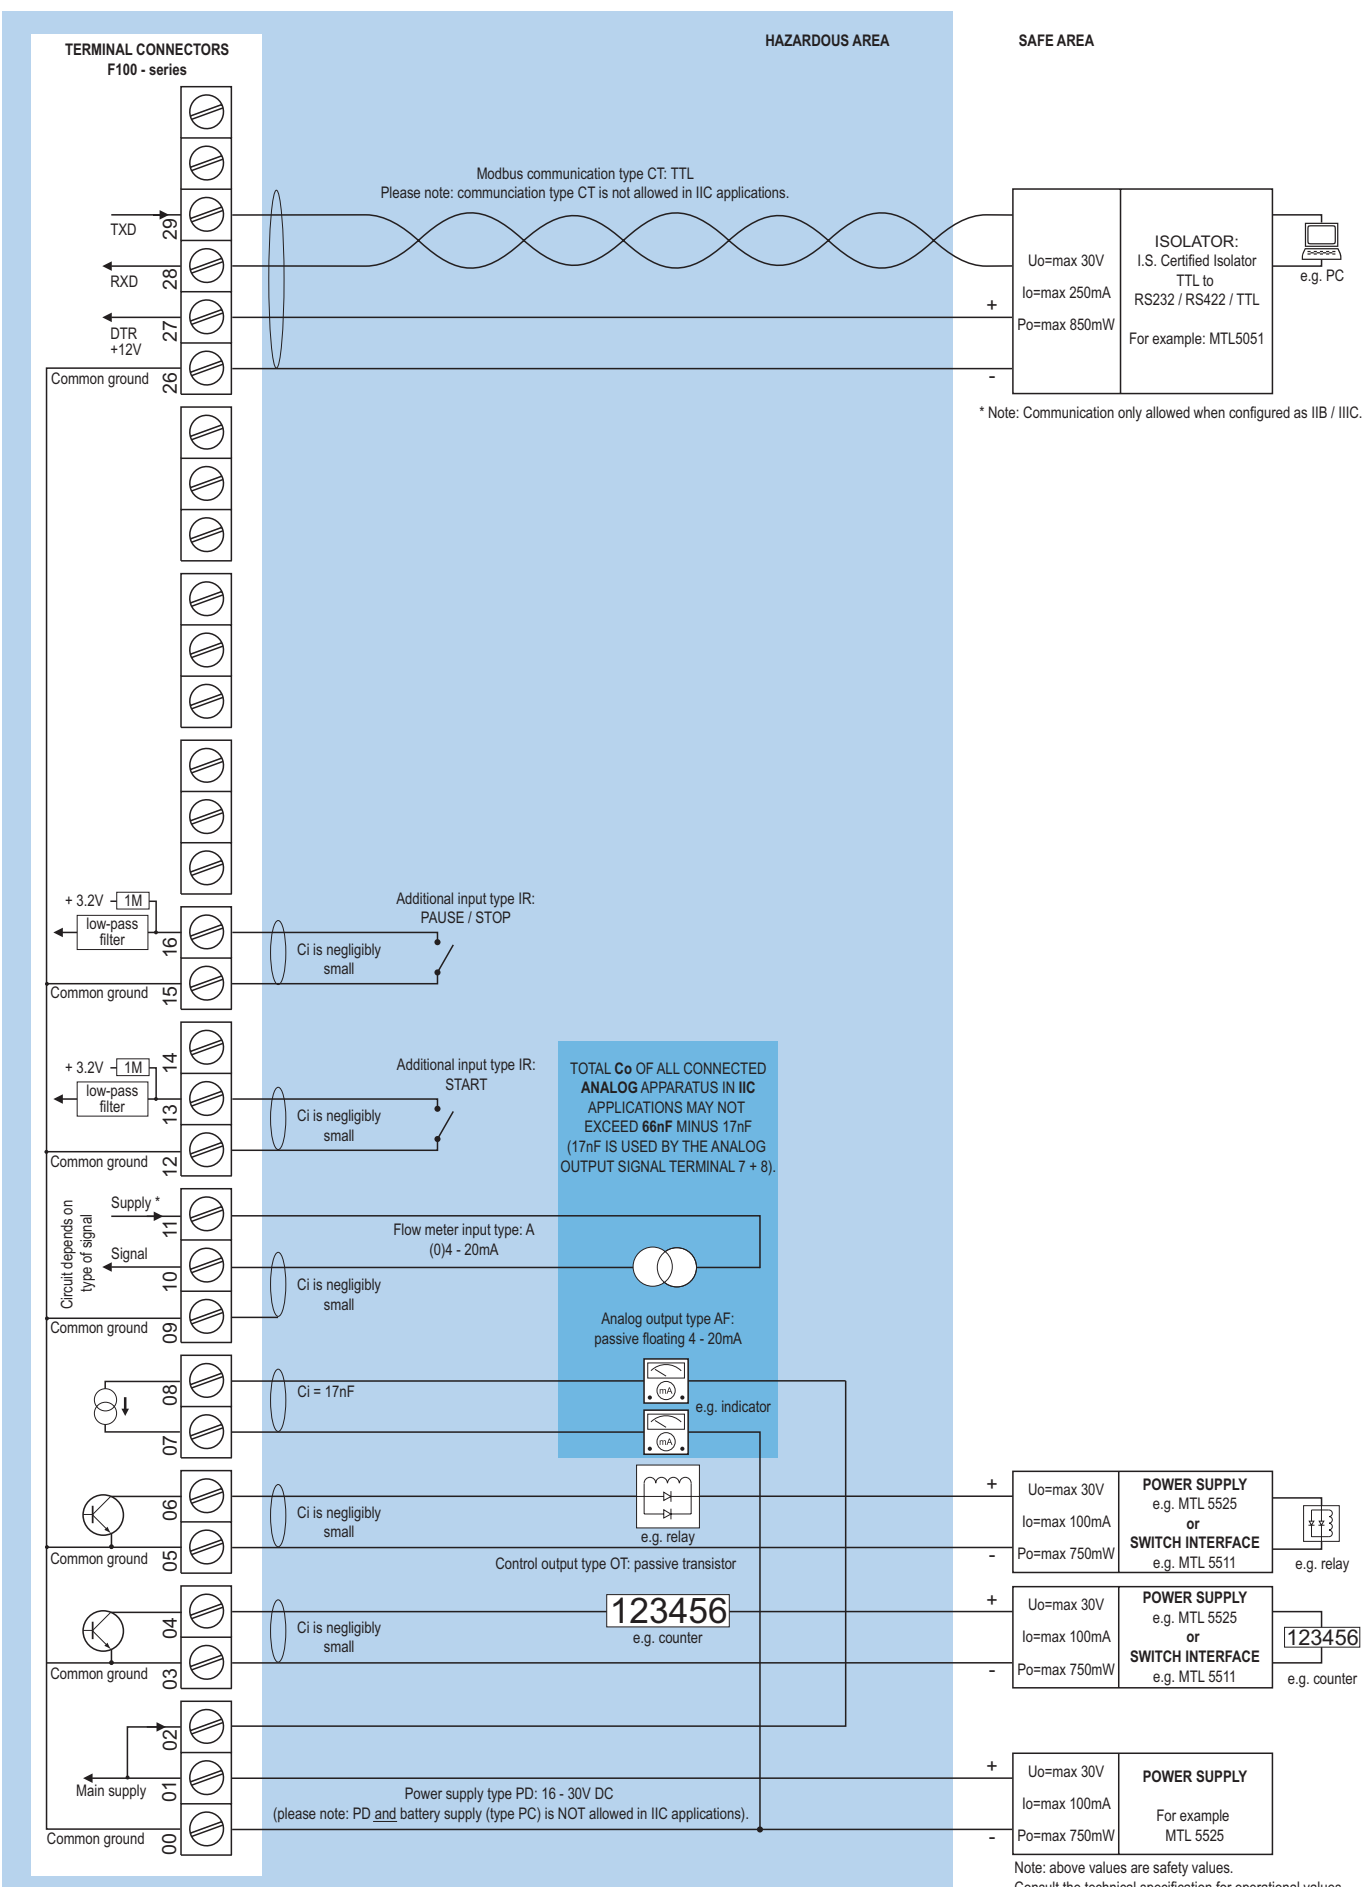 TERMINAL CONNECTORS
F100 - series
HAZARDOUS AREA
SAFE AREA
Modbus communication type CT: TTL
Please note: communciation type CT is not allowed in IIC applications.
TXD
29
RXD
28
DTR
+12V
27
Common ground
26
+
-
Uo=max 30V
Io=max 250mA
Po=max 850mW
ISOLATOR:
I.S. Certified Isolator
TTL to
RS232 / RS422 / TTL
For example: MTL5051
e.g. PC
* Note: Communication only allowed when configured as IIB / IIIC.
+ 3.2V
1M
low-pass
filter
16
Common ground
15
Additional input type IR:
PAUSE / STOP
Ci is negligibly
small
14
+ 3.2V
1M
low-pass
filter
13
Common ground
12
Additional input type IR:
START
Ci is negligibly
small
TOTAL Co OF ALL CONNECTED
ANALOG APPARATUS IN IIC
APPLICATIONS MAY NOT
EXCEED 66nF MINUS 17nF
(17nF IS USED BY THE ANALOG
OUTPUT SIGNAL TERMINAL 7 + 8).
Circuit depends on
type of signal
Supply *
11
Signal
10
Common ground
09
Flow meter input type: A
(0)4 - 20mA
Ci is negligibly
small
Analog output type AF:
passive floating 4 - 20mA
08
07
Ci = 17nF
mA
e.g. indicator
mA
06
Common ground
05
Ci is negligibly
small
e.g. relay
Control output type OT: passive transistor
+
-
Uo=max 30V
Io=max 100mA
Po=max 750mW
POWER SUPPLY
e.g. MTL 5525
or
SWITCH INTERFACE
e.g. MTL 5511
e.g. relay
04
Common ground
03
Ci is negligibly
small
123456
e.g. counter
+
-
Uo=max 30V
Io=max 100mA
Po=max 750mW
POWER SUPPLY
e.g. MTL 5525
or
SWITCH INTERFACE
e.g. MTL 5511
123456
e.g. counter
02
Main supply
01
Common ground
00
Power supply type PD: 16 - 30V DC
(please note: PD and battery supply (type PC) is NOT allowed in IIC applications).
+
-
Uo=max 30V
Io=max 100mA
Po=max 750mW
POWER SUPPLY
For example
MTL 5525
Note: above values are safety values.
Consult the technical specification for operational values